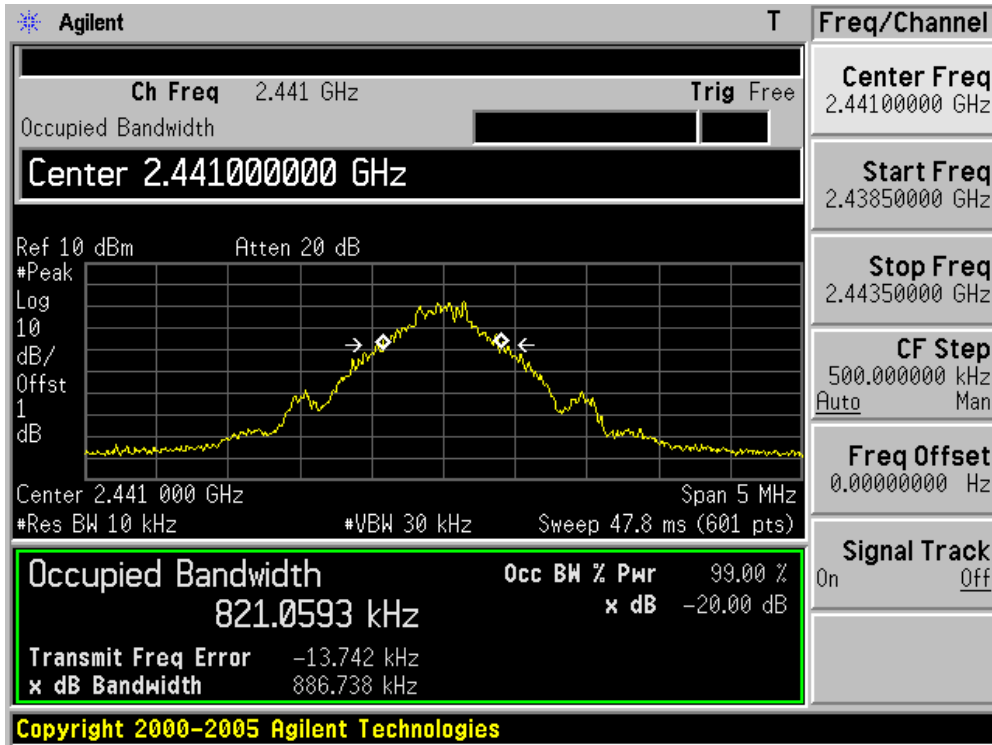 Agilent T
Ch Freq 2.441 GHz Trig Free
Occupied Bandwidth
Center 2.441000000 GHz
Ref 10 dBm Atten 20 dB
#Peak
Log
10
dB/
Offst
1
dB
Center 2.441 000 GHz Span 5 MHz
#Res BW 10 kHz #VBW 30 kHz Sweep 47.8 ms (601 pts)
Occupied Bandwidth Occ BW % Pwr 99.00 %
821.0593 kHz x dB -20.00 dB
Transmit Freq Error -13.742 kHz
x dB Bandwidth 886.738 kHz
Copyright 2000-2005 Agilent Technologies
Freq/Channel
Center Freq
2.44100000 GHz
Start Freq
2.43850000 GHz
Stop Freq
2.44350000 GHz
CF Step
500.000000 kHz
Auto Man
Freq Offset
0.00000000 Hz
Signal Track
On Off